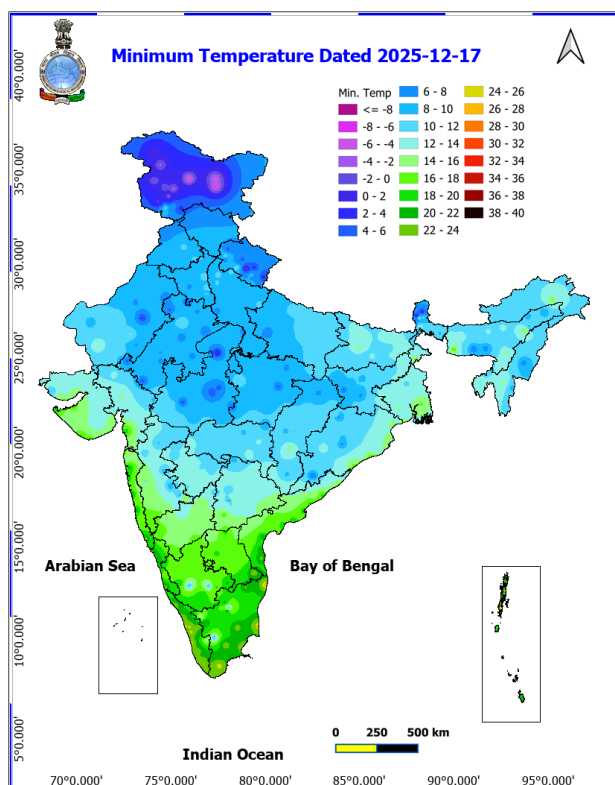 Minimum Temperature Dated 2025-12-17
Min. Temp
<= -8
-8 - -6
-6 - -4
-4 - -2
-2 - 0
0 - 2
2 - 4
4 - 6
6 - 8
8 - 10
10 - 12
12 - 14
14 - 16
16 - 18
18 - 20
20 - 22
22 - 24
24 - 26
26 - 28
28 - 30
30 - 32
32 - 34
34 - 36
36 - 38
38 - 40
40°0.000'
35°0.000'
30°0.000'
25°0.000'
20°0.000'
15°0.000'
10°0.000'
5°0.000'
Arabian Sea
Bay of Bengal
Indian Ocean
0 250 500 km
70°0.000' 75°0.000' 80°0.000' 85°0.000' 90°0.000' 95°0.000'